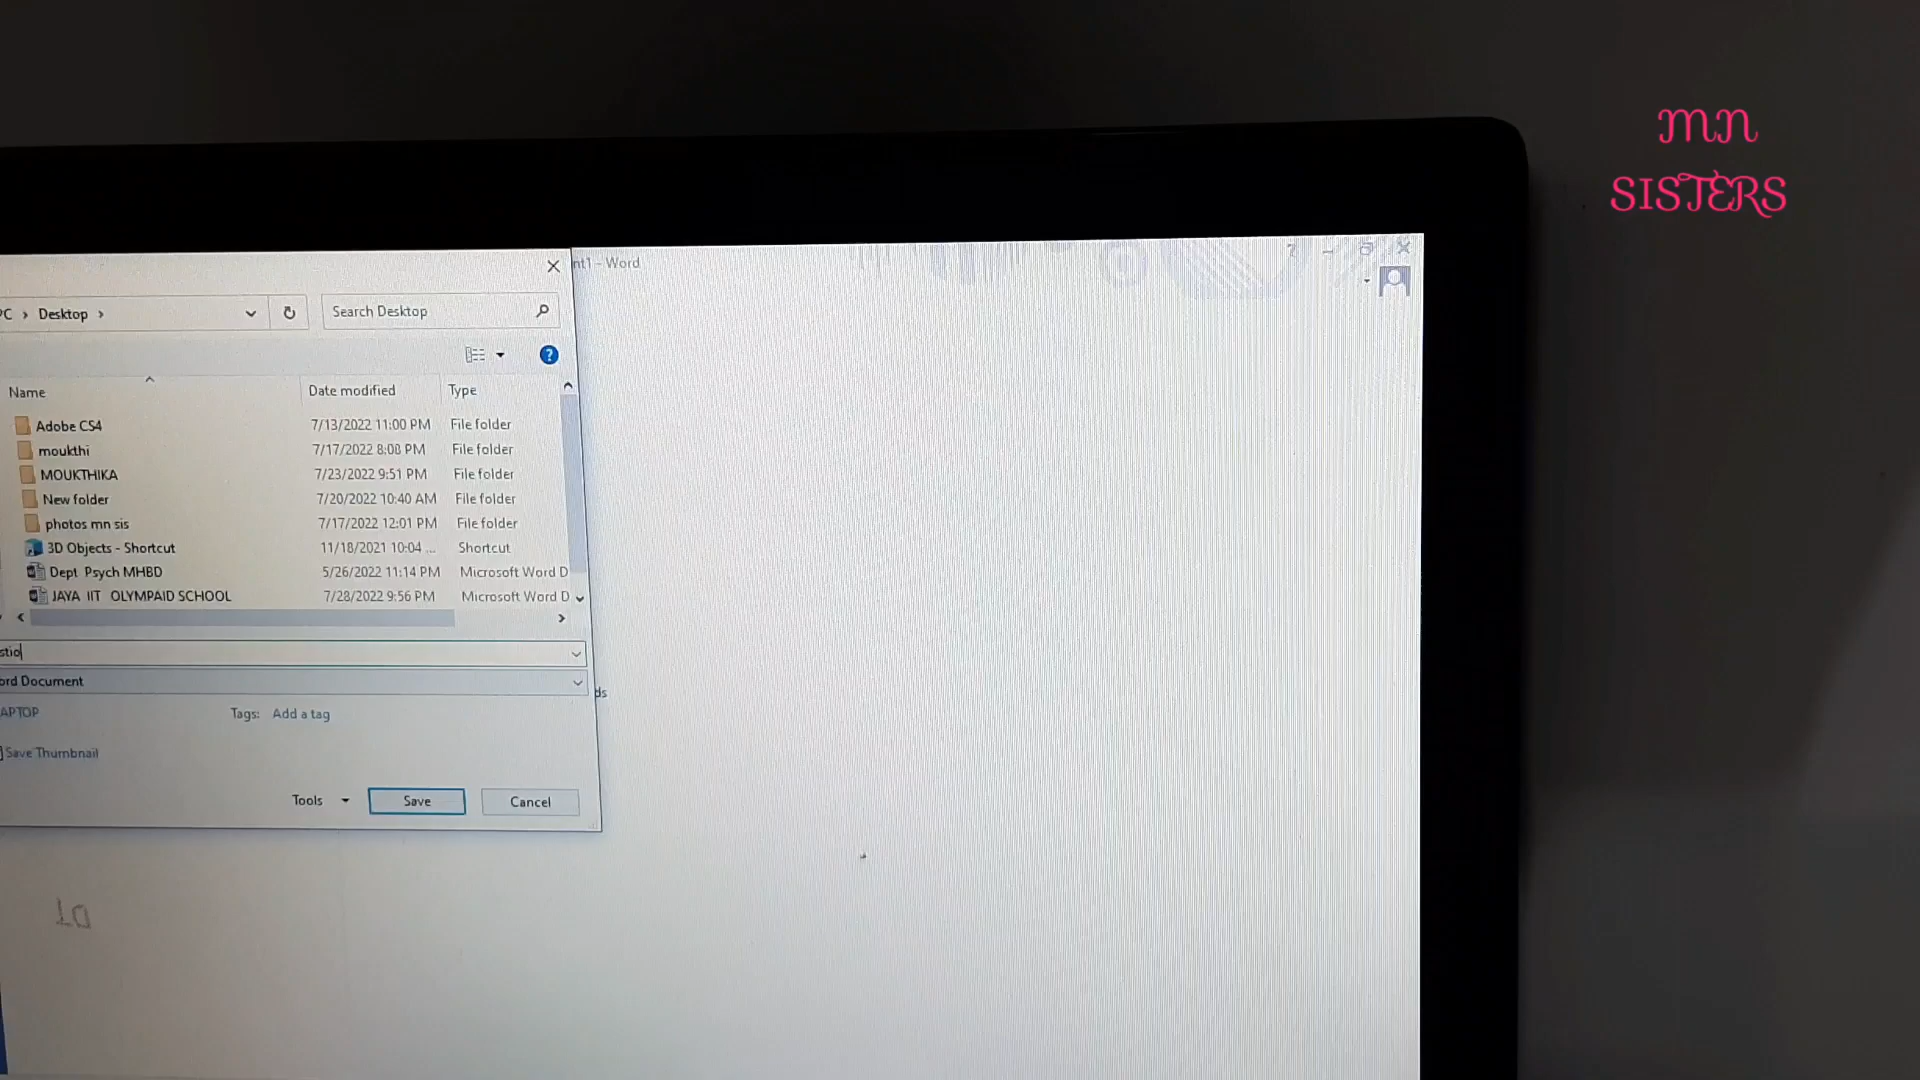 MN
SISTERS
nt1 - Word
PC > Desktop >
Search Desktop
Name Date modified Type
Adobe CS4 7/13/2022 11:00 PM File folder
moukthi 7/17/2022 8:08 PM File folder
MOUKTHIKA 7/23/2022 9:51 PM File folder
New folder 7/20/2022 10:40 AM File folder
photos mn sis 7/17/2022 12:01 PM File folder
3D Objects - Shortcut 11/18/2021 10:04 ... Shortcut
Dept Psych MHBD 5/26/2022 11:14 PM Microsoft Word D
JAYA IIT OLYMPAID SCHOOL 7/28/2022 9:56 PM Microsoft Word D
stio
ord Document
ds
APTOP Tags: Add a tag
Save Thumbnail
Tools Save Cancel